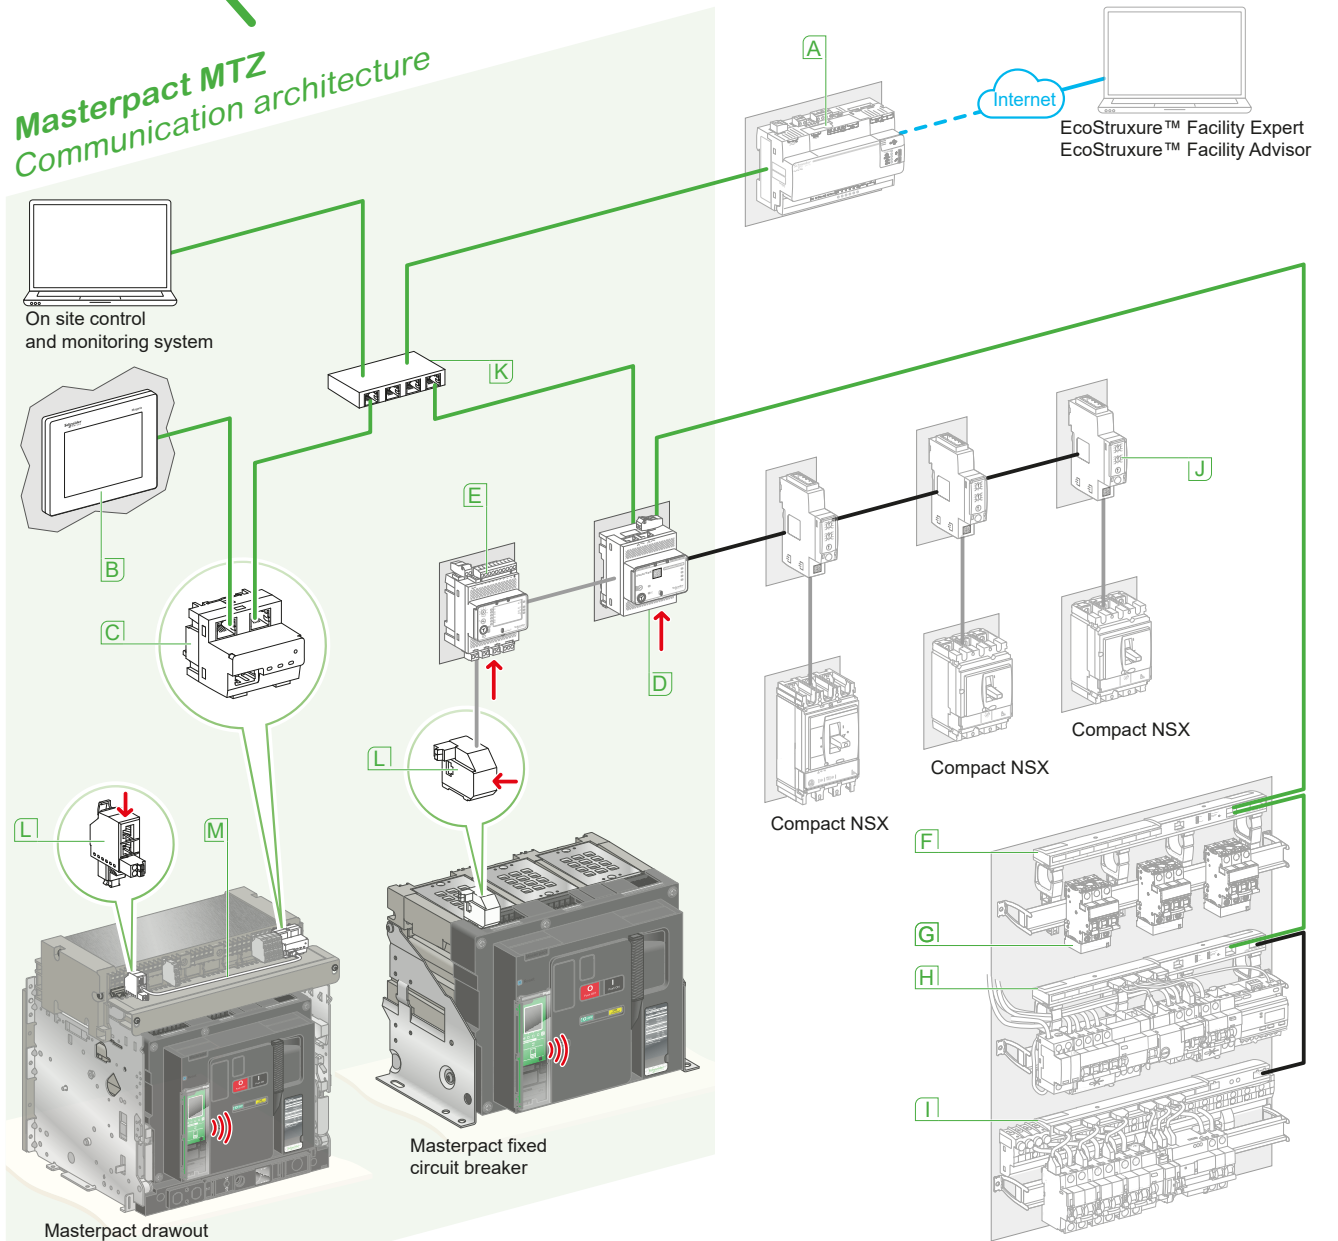 Masterpact MTZ
Communication architecture
A
Internet
EcoStruxure™ Facility Expert
EcoStruxure™ Facility Advisor
On site control
and monitoring system
K
B
C
E
D
J
L
L
M
Compact NSX
Compact NSX
Compact NSX
F
G
H
I
Masterpact fixed
circuit breaker
Masterpact drawout